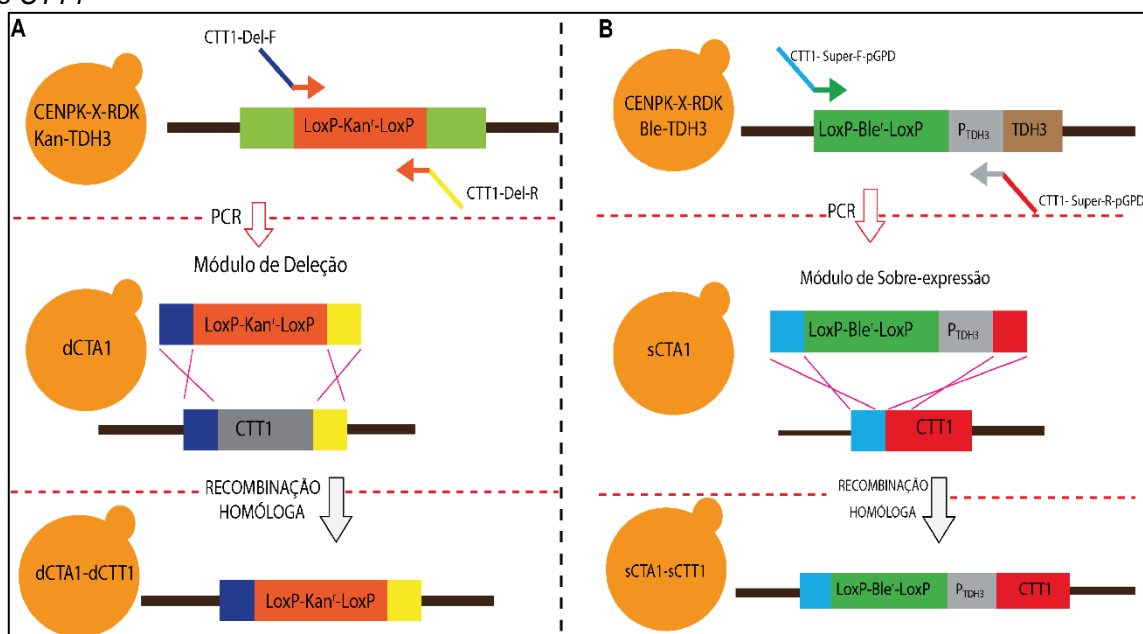 A
CTT1-Del-F
CENPK-X-RDK
Kan-TDH3
LoxP-Kanʳ-LoxP
CTT1-Del-R
PCR
Módulo de Deleção
dCTA1
LoxP-Kanʳ-LoxP
CTT1
RECOMBINAÇÃO
HOMÓLOGA
dCTA1-dCTT1
LoxP-Kanʳ-LoxP
B
CTT1- Super-F-pGPD
CENPK-X-RDK
Ble-TDH3
LoxP-Bleʳ-LoxP
PTDH3
TDH3
CTT1- Super-R-pGPD
PCR
Módulo de Sobre-expressão
sCTA1
LoxP-Bleʳ-LoxP
PTDH3
CTT1
RECOMBINAÇÃO
HOMÓLOGA
sCTA1-sCTT1
LoxP-Bleʳ-LoxP
PTDH3
CTT1